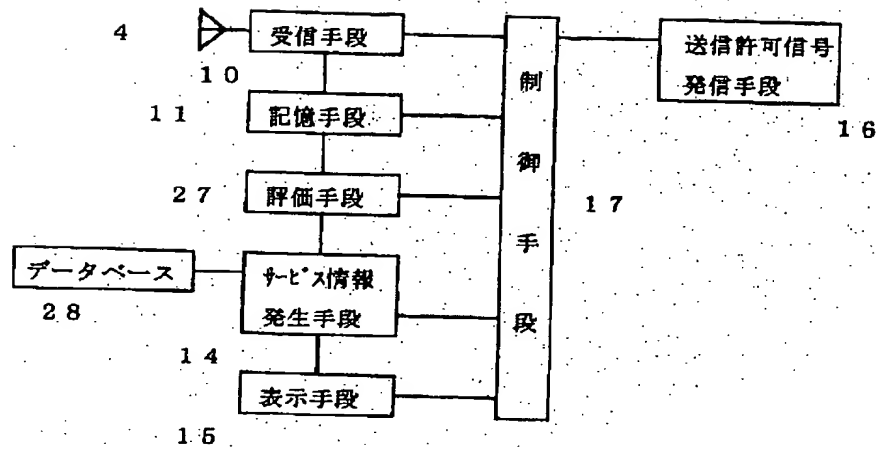 4
受信手段
10
送信許可信号
発信手段
16
11
記憶手段
制御手段
17
27
評価手段
データベース
28
サービス情報
発生手段
14
表示手段
15